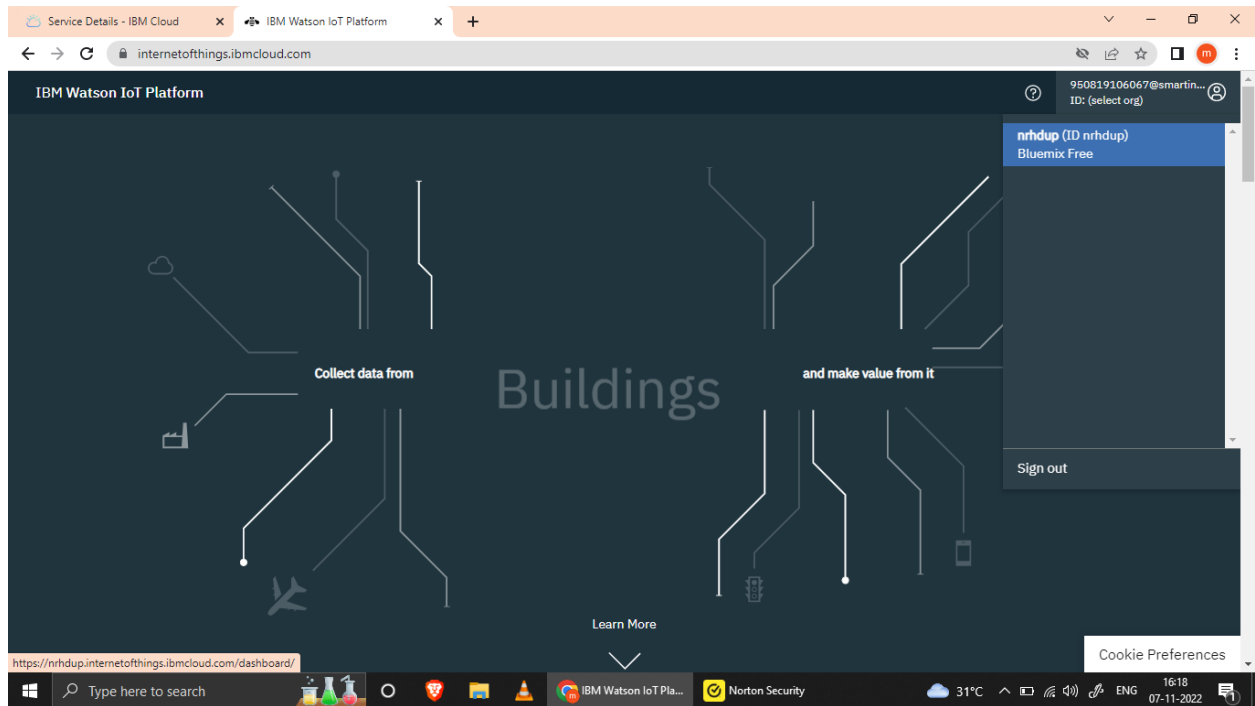 Service Details - IBM Cloud
IBM Watson IoT Platform
internetofthings.ibmcloud.com
m
IBM Watson IoT Platform
950819106067@smartin...
ID: (select org)
nrhdup (ID nrhdup)
Bluemix Free
Sign out
Collect data from
Buildings
and make value from it
Learn More
Cookie Preferences
https://nrhdup.internetofthings.ibmcloud.com/dashboard/
Type here to search
IBM Watson IoT Pla...
Norton Security
31°C
ENG
16:18
07-11-2022
1